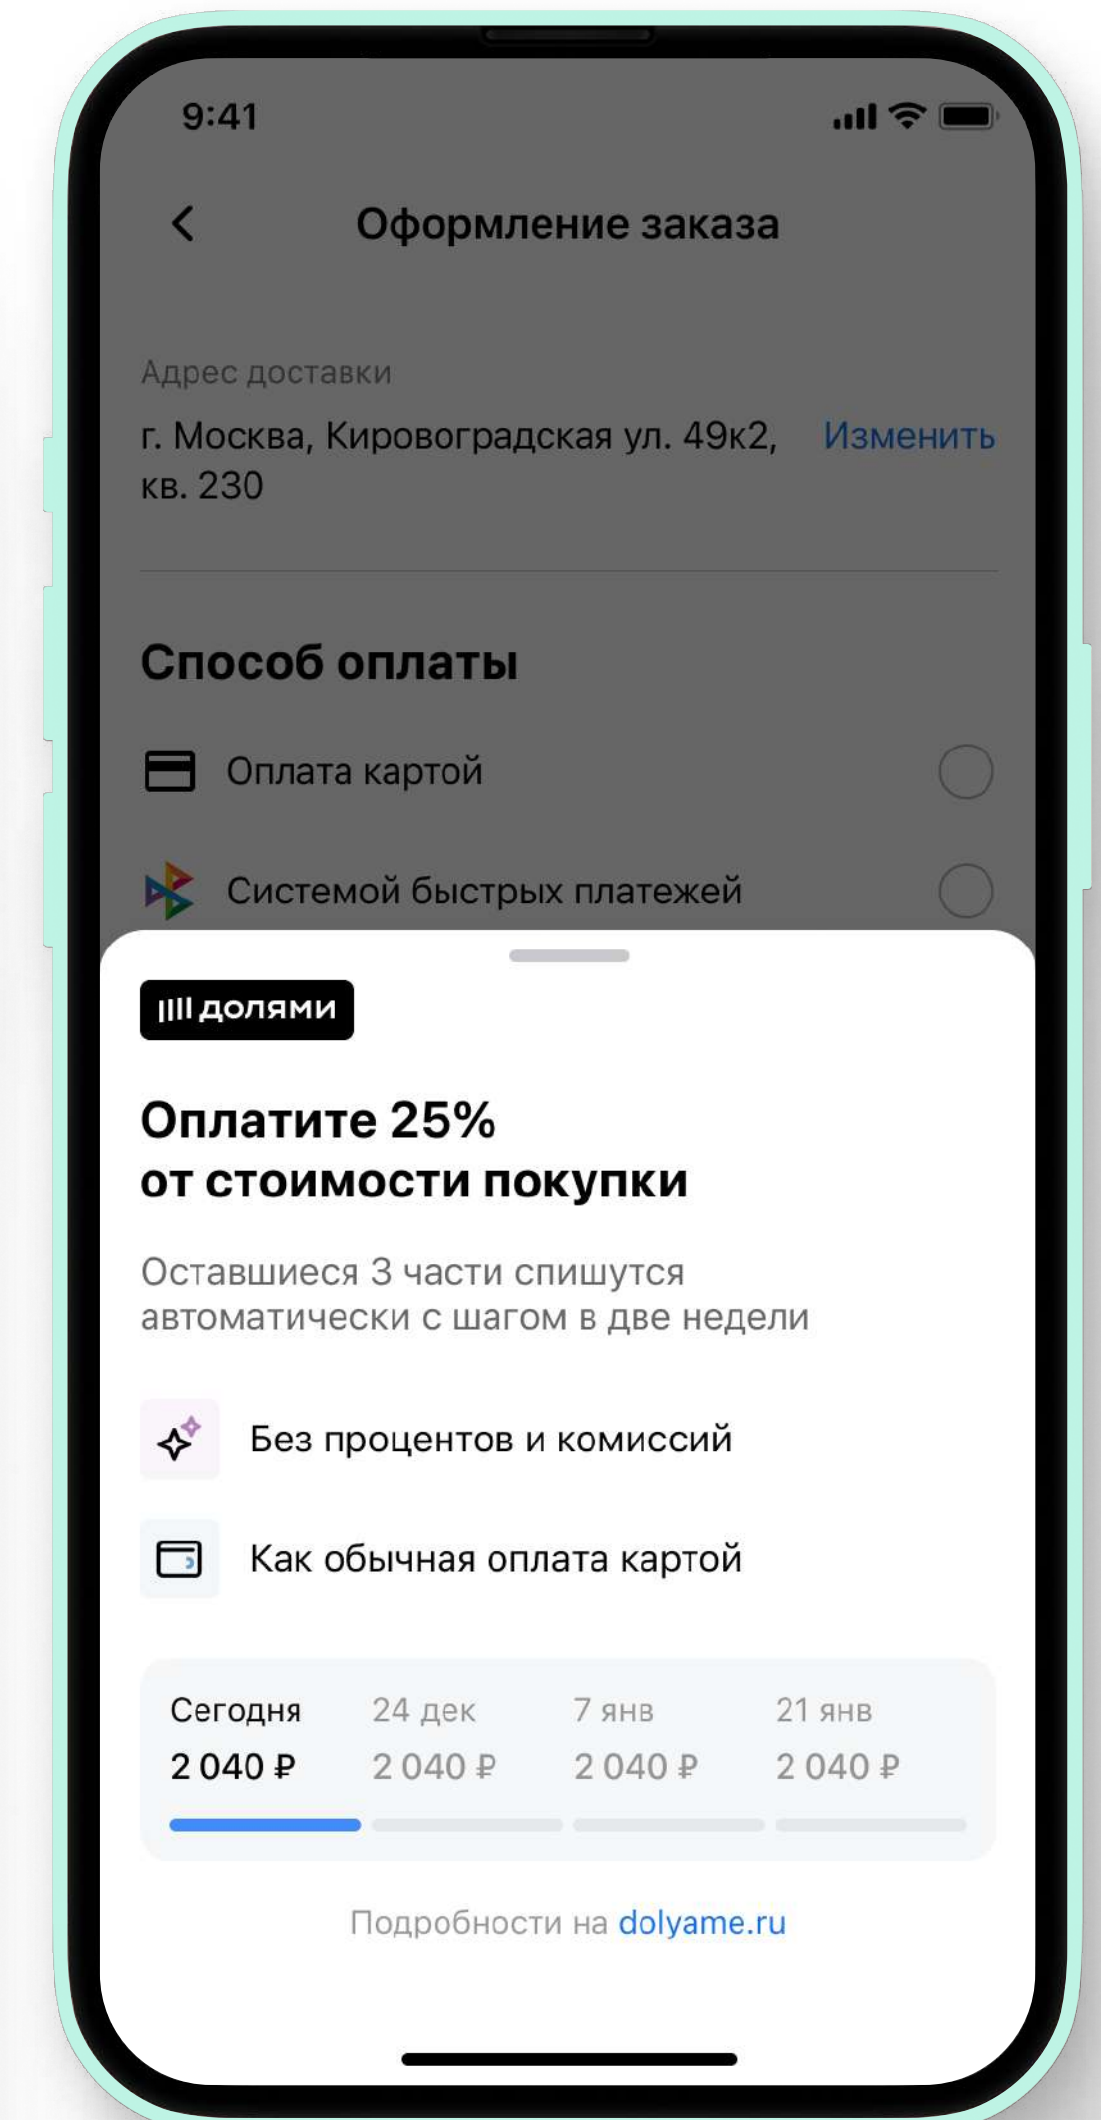 9:41
Оформление заказа
Адрес доставки
г. Москва, Кировоградская ул. 49к2,
кв. 230
Изменить
Способ оплаты
Оплата картой
Системой быстрых платежей
долями
Оплатите 25%
от стоимости покупки
Оставшиеся 3 части спишутся
автоматически с шагом в две недели
Без процентов и комиссий
Как обычная оплата картой
Сегодня 24 дек 7 янв 21 янв
2 040 ₽ 2 040 ₽ 2 040 ₽ 2 040 ₽
Подробности на dolyame.ru